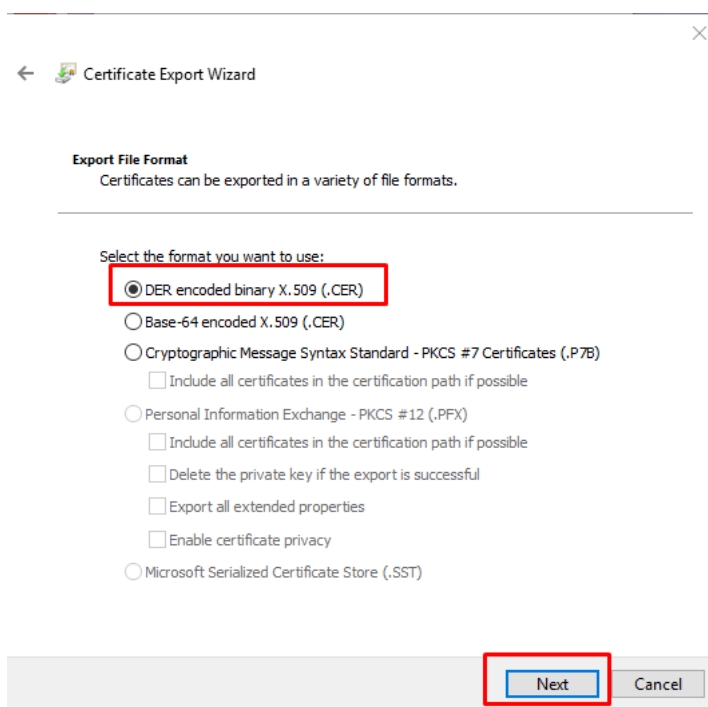 Certificate Export Wizard
Export File Format
Certificates can be exported in a variety of file formats.
Select the format you want to use:
DER encoded binary X.509 (.CER)
Base-64 encoded X.509 (.CER)
Cryptographic Message Syntax Standard - PKCS #7 Certificates (.P7B)
Include all certificates in the certification path if possible
Personal Information Exchange - PKCS #12 (.PFX)
Include all certificates in the certification path if possible
Delete the private key if the export is successful
Export all extended properties
Enable certificate privacy
Microsoft Serialized Certificate Store (.SST)
Next Cancel